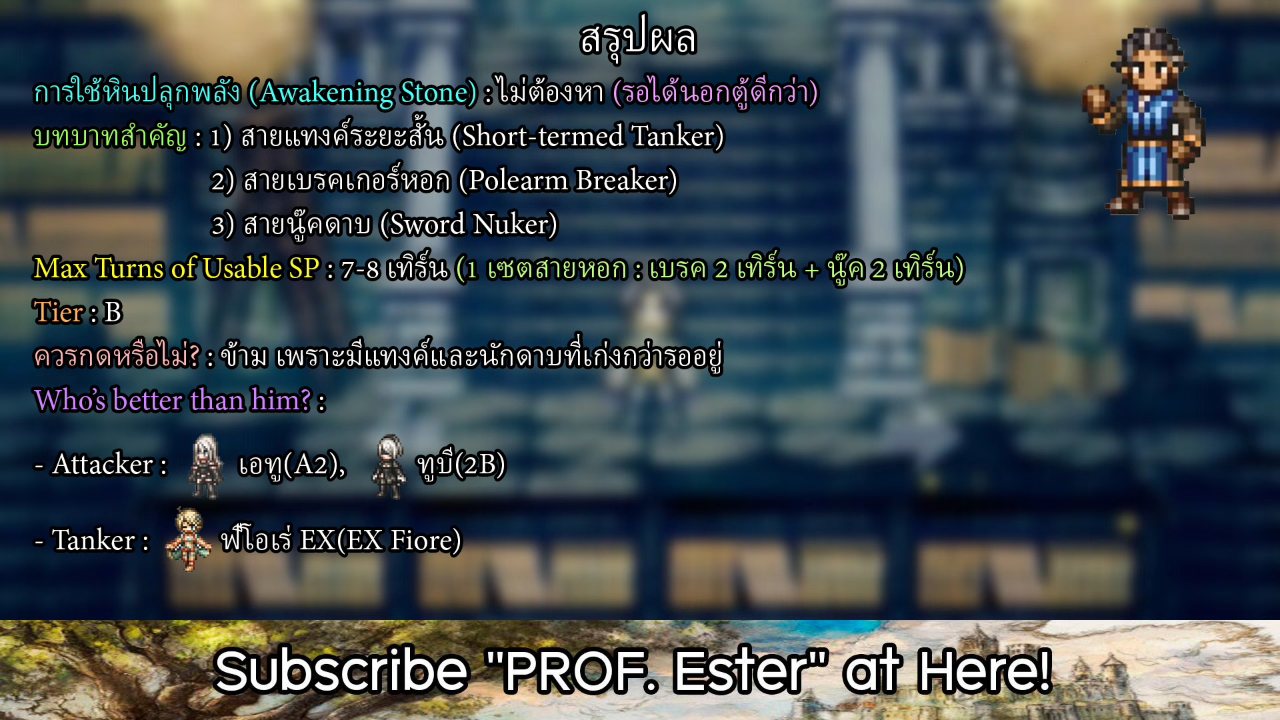 สรุปผล
การใช้หินปลุกพลัง (Awakening Stone) : ไม่ต้องหา (รอได้นอกตู้ดีกว่า)
บทบาทสำคัญ : 1) สายแทงค์ระยะสั้น (Short-termed Tanker)
2) สายเบรคเกอร์หอก (Polearm Breaker)
3) สายนู๊คดาบ (Sword Nuker)
Max Turns of Usable SP : 7-8 เทิร์น (1 เซตสายหอก : เบรค 2 เทิร์น + นู๊ค 2 เทิร์น)
Tier : B
ควรกดหรือไม่? : ข้าม เพราะมีแทงค์และนักดาบที่เก่งกว่ารออยู่
Who's better than him? :
- Attacker : เอทู(A2), ทูบี(2B)
- Tanker : ฟีโอเร่ EX(EX Fiore)
Subscribe "PROF. Ester" at Here!